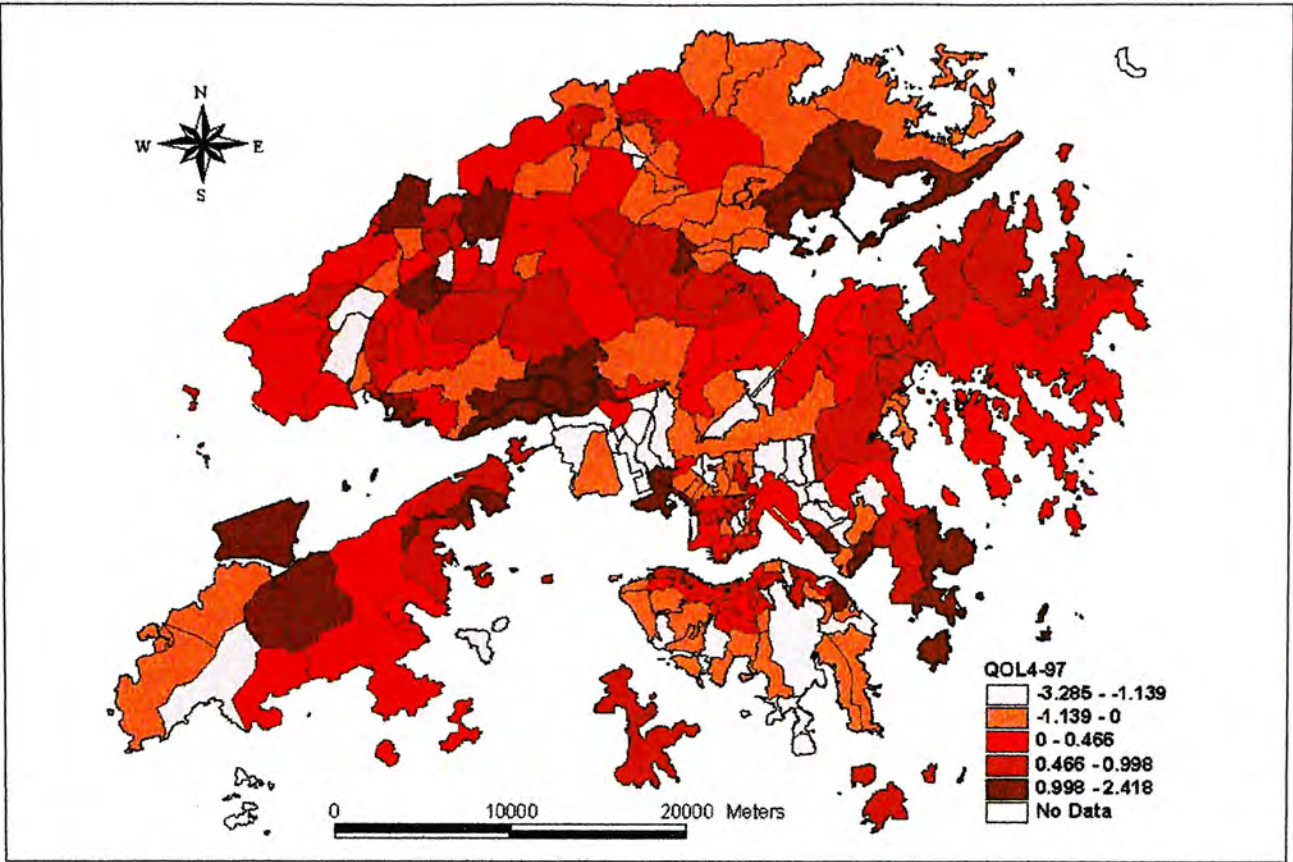 N
W E
S
QOL4-97
-3.285 - -1.139
-1.139 - 0
0 - 0.466
0.466 - 0.998
0.998 - 2.418
No Data
0 10000 20000 Meters